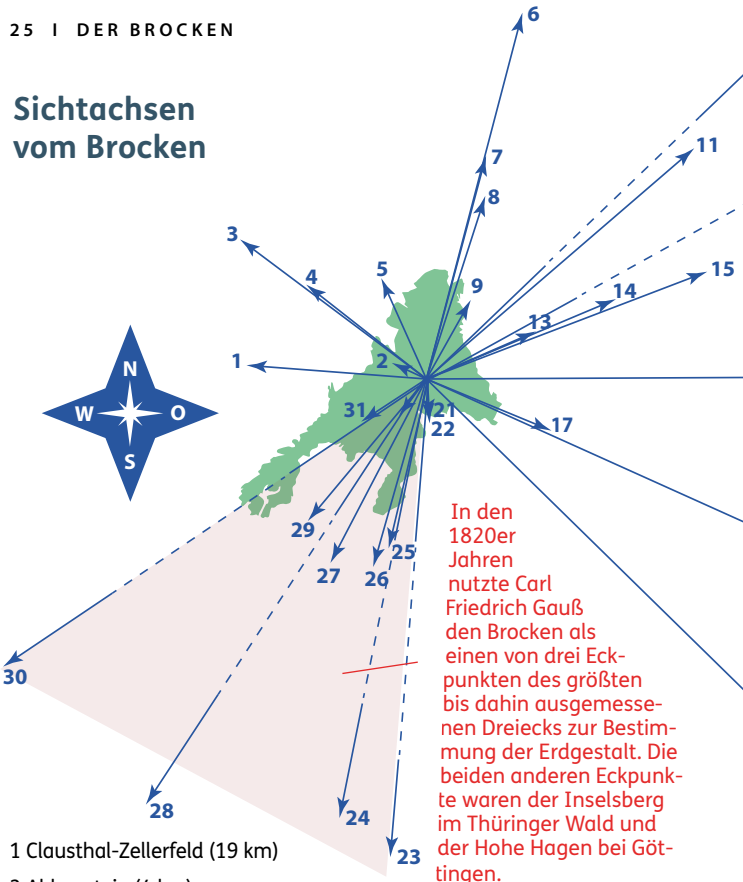 25 I DER BROCKEN
Sichtachsen
vom Brocken
6
7
8
11
3
4
5
9
15
14
13
1
2
N
W
O
S
31
21
22
17
29
27
26
25
In den
1820er
Jahren
nutzte Carl
Friedrich Gauß
den Brocken als
einen von drei Eck-
punkten des größten
bis dahin ausgemesse-
nen Dreiecks zur Bestim-
mung der Erdgestalt. Die
beiden anderen Eckpunk-
te waren der Inselsberg
im Thüringer Wald und
der Hohe Hagen bei Göt-
tingen.
30
28
24
23
1 Clausthal-Zellerfeld (19 km)